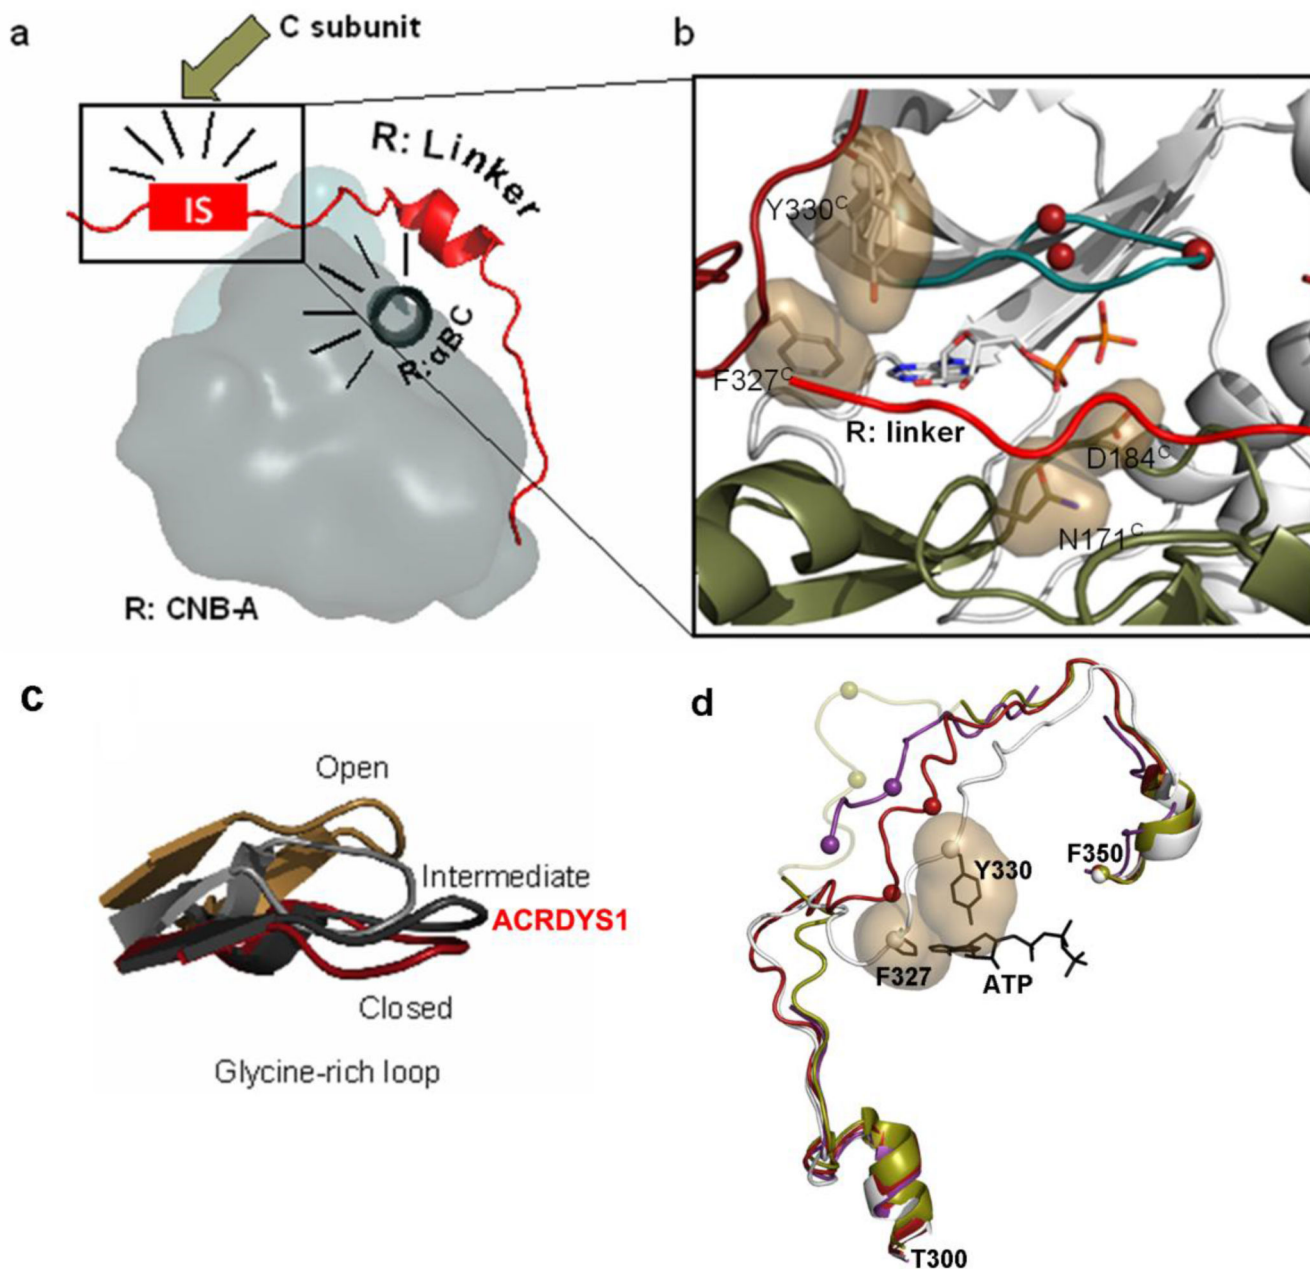 a
C subunit
b
R: Linker
IS
R:αBC
R: CNB-A
Y330C
F327C
R: linker
D184C
N171C
c
Open
Intermediate
ACRDYS1
Closed
Glycine-rich loop
d
F350
Y330
F327
ATP
T300